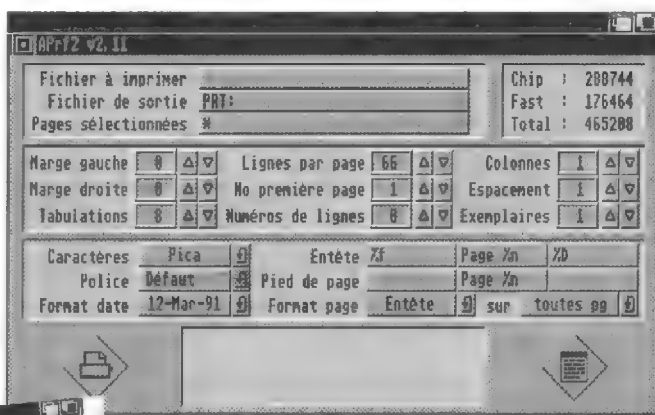 APrf2 v2.11
Fichier à imprimer
Fichier de sortie PRT:
Pages sélectionnées *
Chip : 288744
Fast : 176464
Total : 465208
Marge gauche 0 Lignes par page 66 Colonnes 1
Marge droite 0 No première page 1 Espacement 1
Tabulations 8 Numéros de lignes 0 Exemplaires 1
Caractères Pica Entête %f Page %n %D
Police Défaut Pied de page Page %n
Format date 12-Mar-91 Format page Entête sur toutes pg